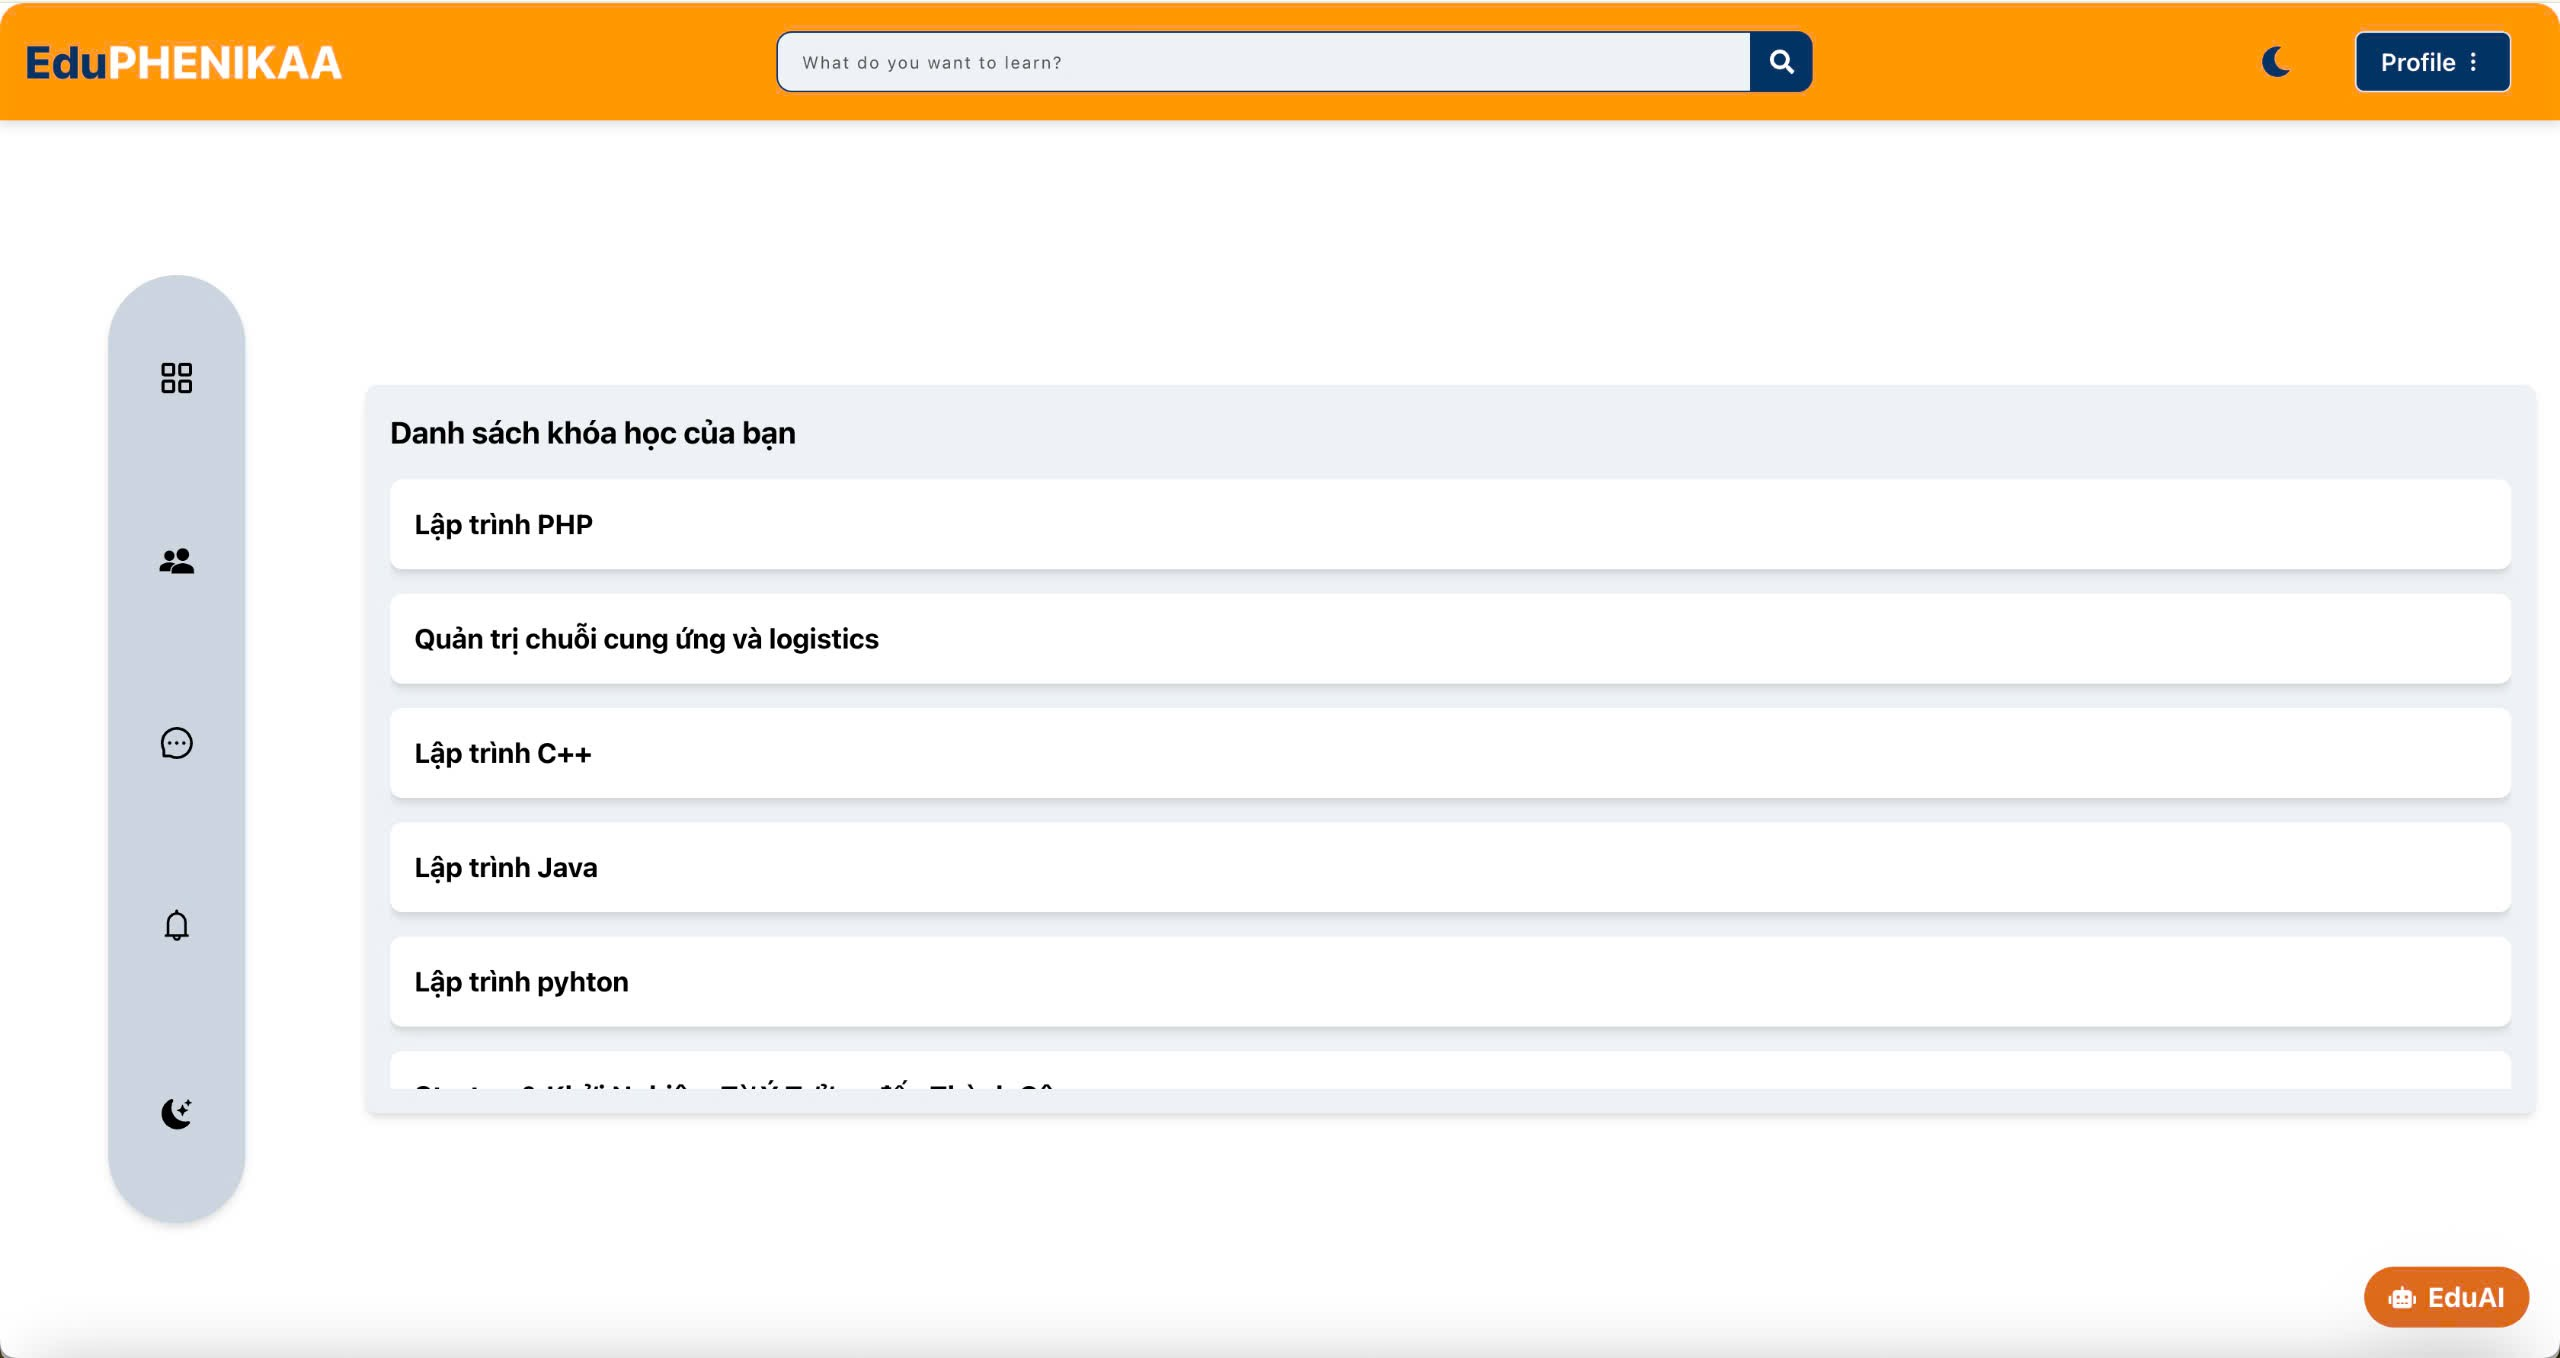 EduPHENIKAA
What do you want to learn?
Profile
Danh sách khóa học của bạn
Lập trình PHP
Quản trị chuỗi cung ứng và logistics
Lập trình C++
Lập trình Java
Lập trình pyhton
EduAI